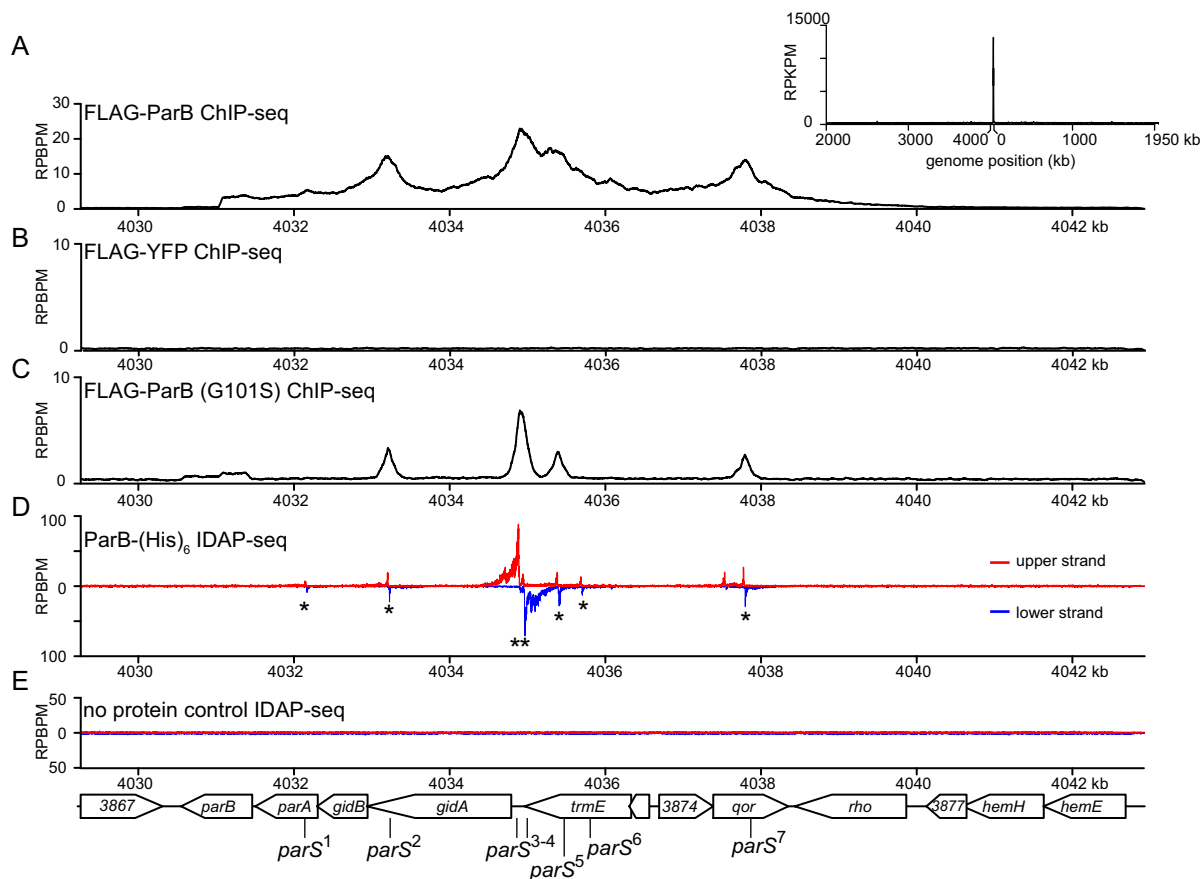 A
FLAG-ParB ChIP-seq
RPBPM
30
20
10
0
4030 4032 4034 4036 4038 4040 4042 kb
15000
RPKPM
0
2000 3000 4000 0 1000 1950 kb
genome position (kb)
B
FLAG-YFP ChIP-seq
RPBPM
10
0
4030 4032 4034 4036 4038 4040 4042 kb
C
FLAG-ParB (G101S) ChIP-seq
RPBPM
10
0
4030 4032 4034 4036 4038 4040 4042 kb
D
ParB-(His)₆ IDAP-seq
RPBPM
100
0
100
upper strand
lower strand
* * ** * * *
4030 4032 4034 4036 4038 4040 4042 kb
E
no protein control IDAP-seq
RPBPM
50
0
50
4030 4032 4034 4036 4038 4040 4042 kb
3867 parB parA gidB gidA trmE 3874 qor rho 3877 hemH hemE
parS¹ parS² parS³⁻⁴ parS⁵ parS⁶ parS⁷